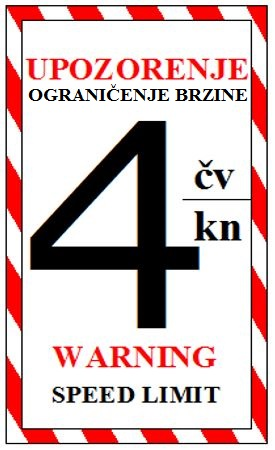 UPOZORENJE
OGRANIČENJE BRZINE
4 čv
kn
WARNING
SPEED LIMIT